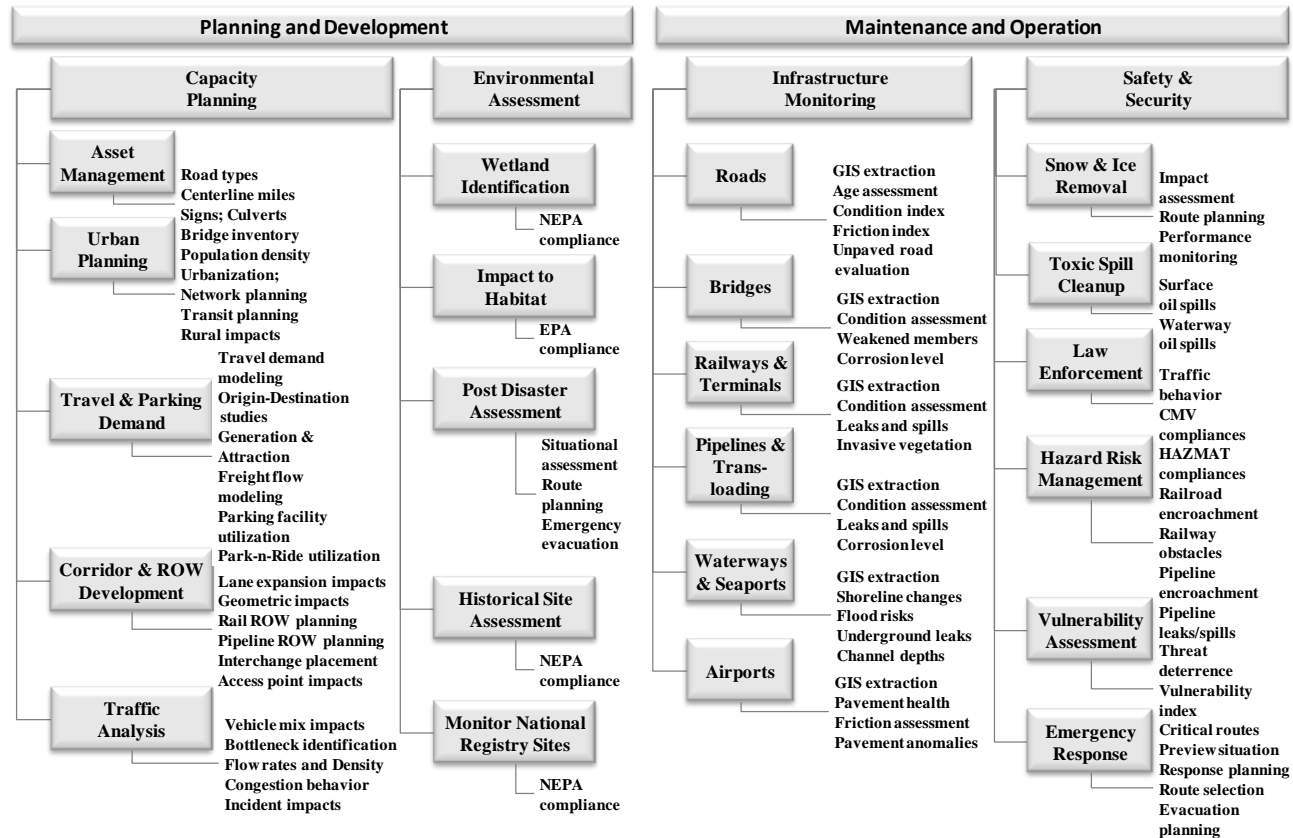 Planning and Development
Capacity
Planning
Asset
Management
Road types
Centerline miles
Signs; Culverts
Bridge inventory
Urban
Planning
Population density
Urbanization;
Network planning
Transit planning
Rural impacts
Travel & Parking
Demand
Travel demand
modeling
Origin-Destination
studies
Generation &
Attraction
Freight flow
modeling
Parking facility
utilization
Park-n-Ride utilization
Corridor & ROW
Development
Lane expansion impacts
Geometric impacts
Rail ROW planning
Pipeline ROW planning
Interchange placement
Access point impacts
Traffic
Analysis
Vehicle mix impacts
Bottleneck identification
Flow rates and Density
Congestion behavior
Incident impacts
Environmental
Assessment
Wetland
Identification
NEPA
compliance
Impact to
Habitat
EPA
compliance
Post Disaster
Assessment
Situational
assessment
Route
planning
Emergency
evacuation
Historical Site
Assessment
NEPA
compliance
Monitor National
Registry Sites
NEPA
compliance
Maintenance and Operation
Infrastructure
Monitoring
Roads
GIS extraction
Age assessment
Condition index
Friction index
Unpaved road
evaluation
Bridges
GIS extraction
Condition assessment
Weakened members
Corrosion level
Railways &
Terminals
GIS extraction
Condition assessment
Leaks and spills
Invasive vegetation
Pipelines &
Trans-
loading
GIS extraction
Condition assessment
Leaks and spills
Corrosion level
Waterways
& Seaports
GIS extraction
Shoreline changes
Flood risks
Underground leaks
Channel depths
Airports
GIS extraction
Pavement health
Friction assessment
Pavement anomalies
Safety &
Security
Snow & Ice
Removal
Impact
assessment
Route planning
Performance
monitoring
Toxic Spill
Cleanup
Surface
oil spills
Waterway
oil spills
Law
Enforcement
Traffic
behavior
CMV
compliances
HAZMAT
compliances
Hazard Risk
Management
Railroad
encroachment
Railway
obstacles
Pipeline
encroachment
Pipeline
leaks/spills
Vulnerability
Assessment
Threat
deterrence
Vulnerability
index
Critical routes
Emergency
Response
Preview situation
Response planning
Route selection
Evacuation
planning